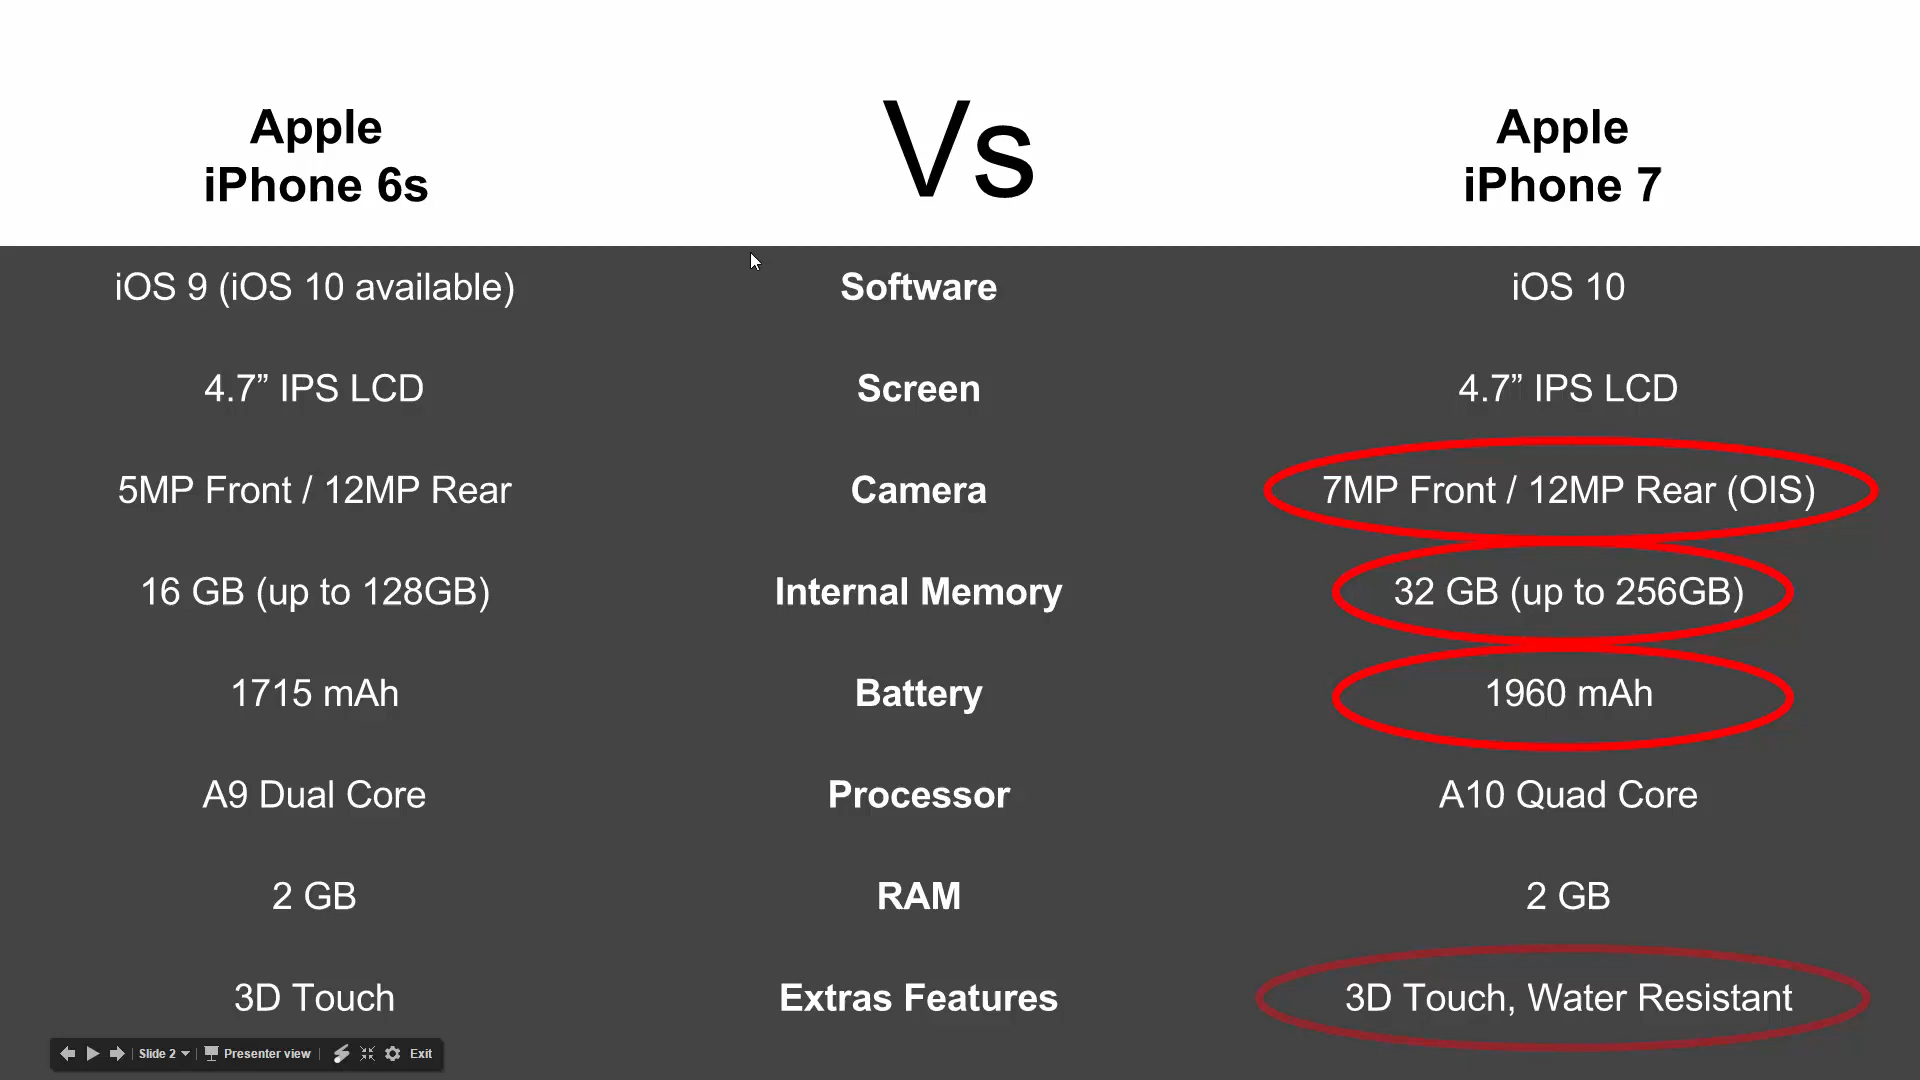 Apple
iPhone 6s
Vs
Apple
iPhone 7
iOS 9 (iOS 10 available)
Software
iOS 10
4.7” IPS LCD
Screen
4.7” IPS LCD
5MP Front / 12MP Rear
Camera
7MP Front / 12MP Rear (OIS)
16 GB (up to 128GB)
Internal Memory
32 GB (up to 256GB)
1715 mAh
Battery
1960 mAh
A9 Dual Core
Processor
A10 Quad Core
2 GB
RAM
2 GB
3D Touch
Extras Features
3D Touch, Water Resistant
Slide 2
Presenter view
Exit